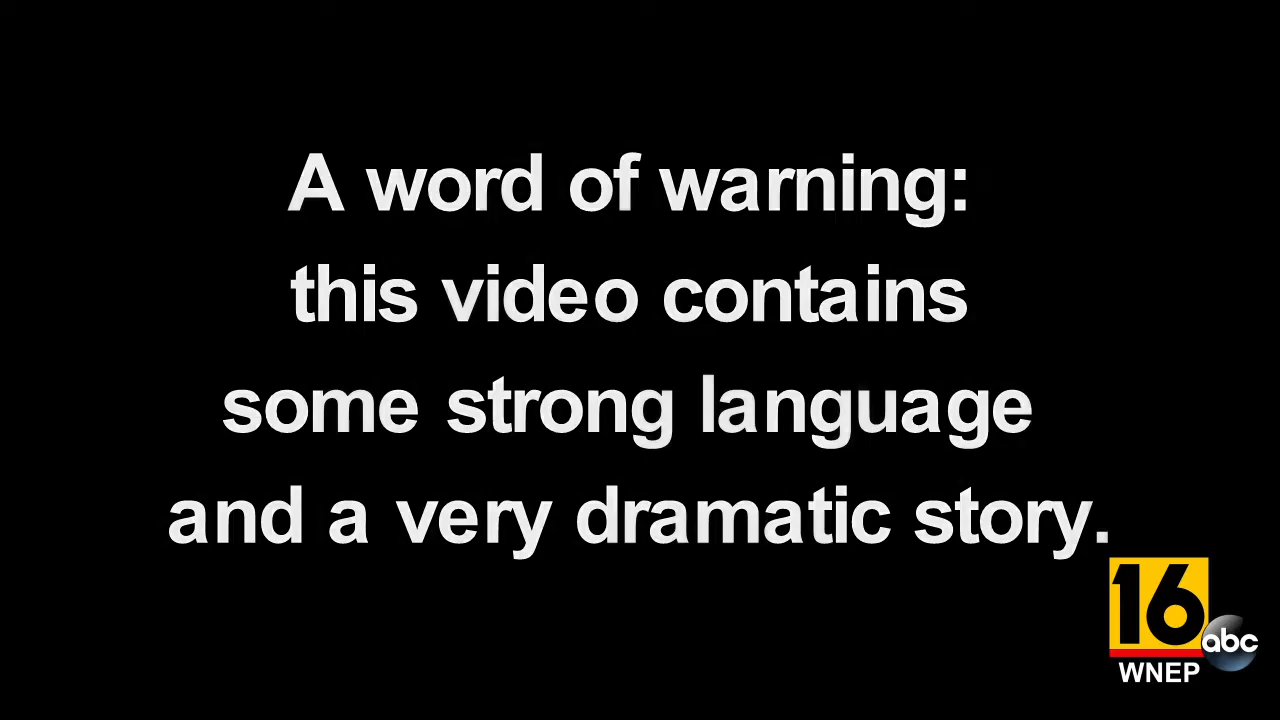 A word of warning:
this video contains
some strong language
and a very dramatic story.
16
abc
WNEP